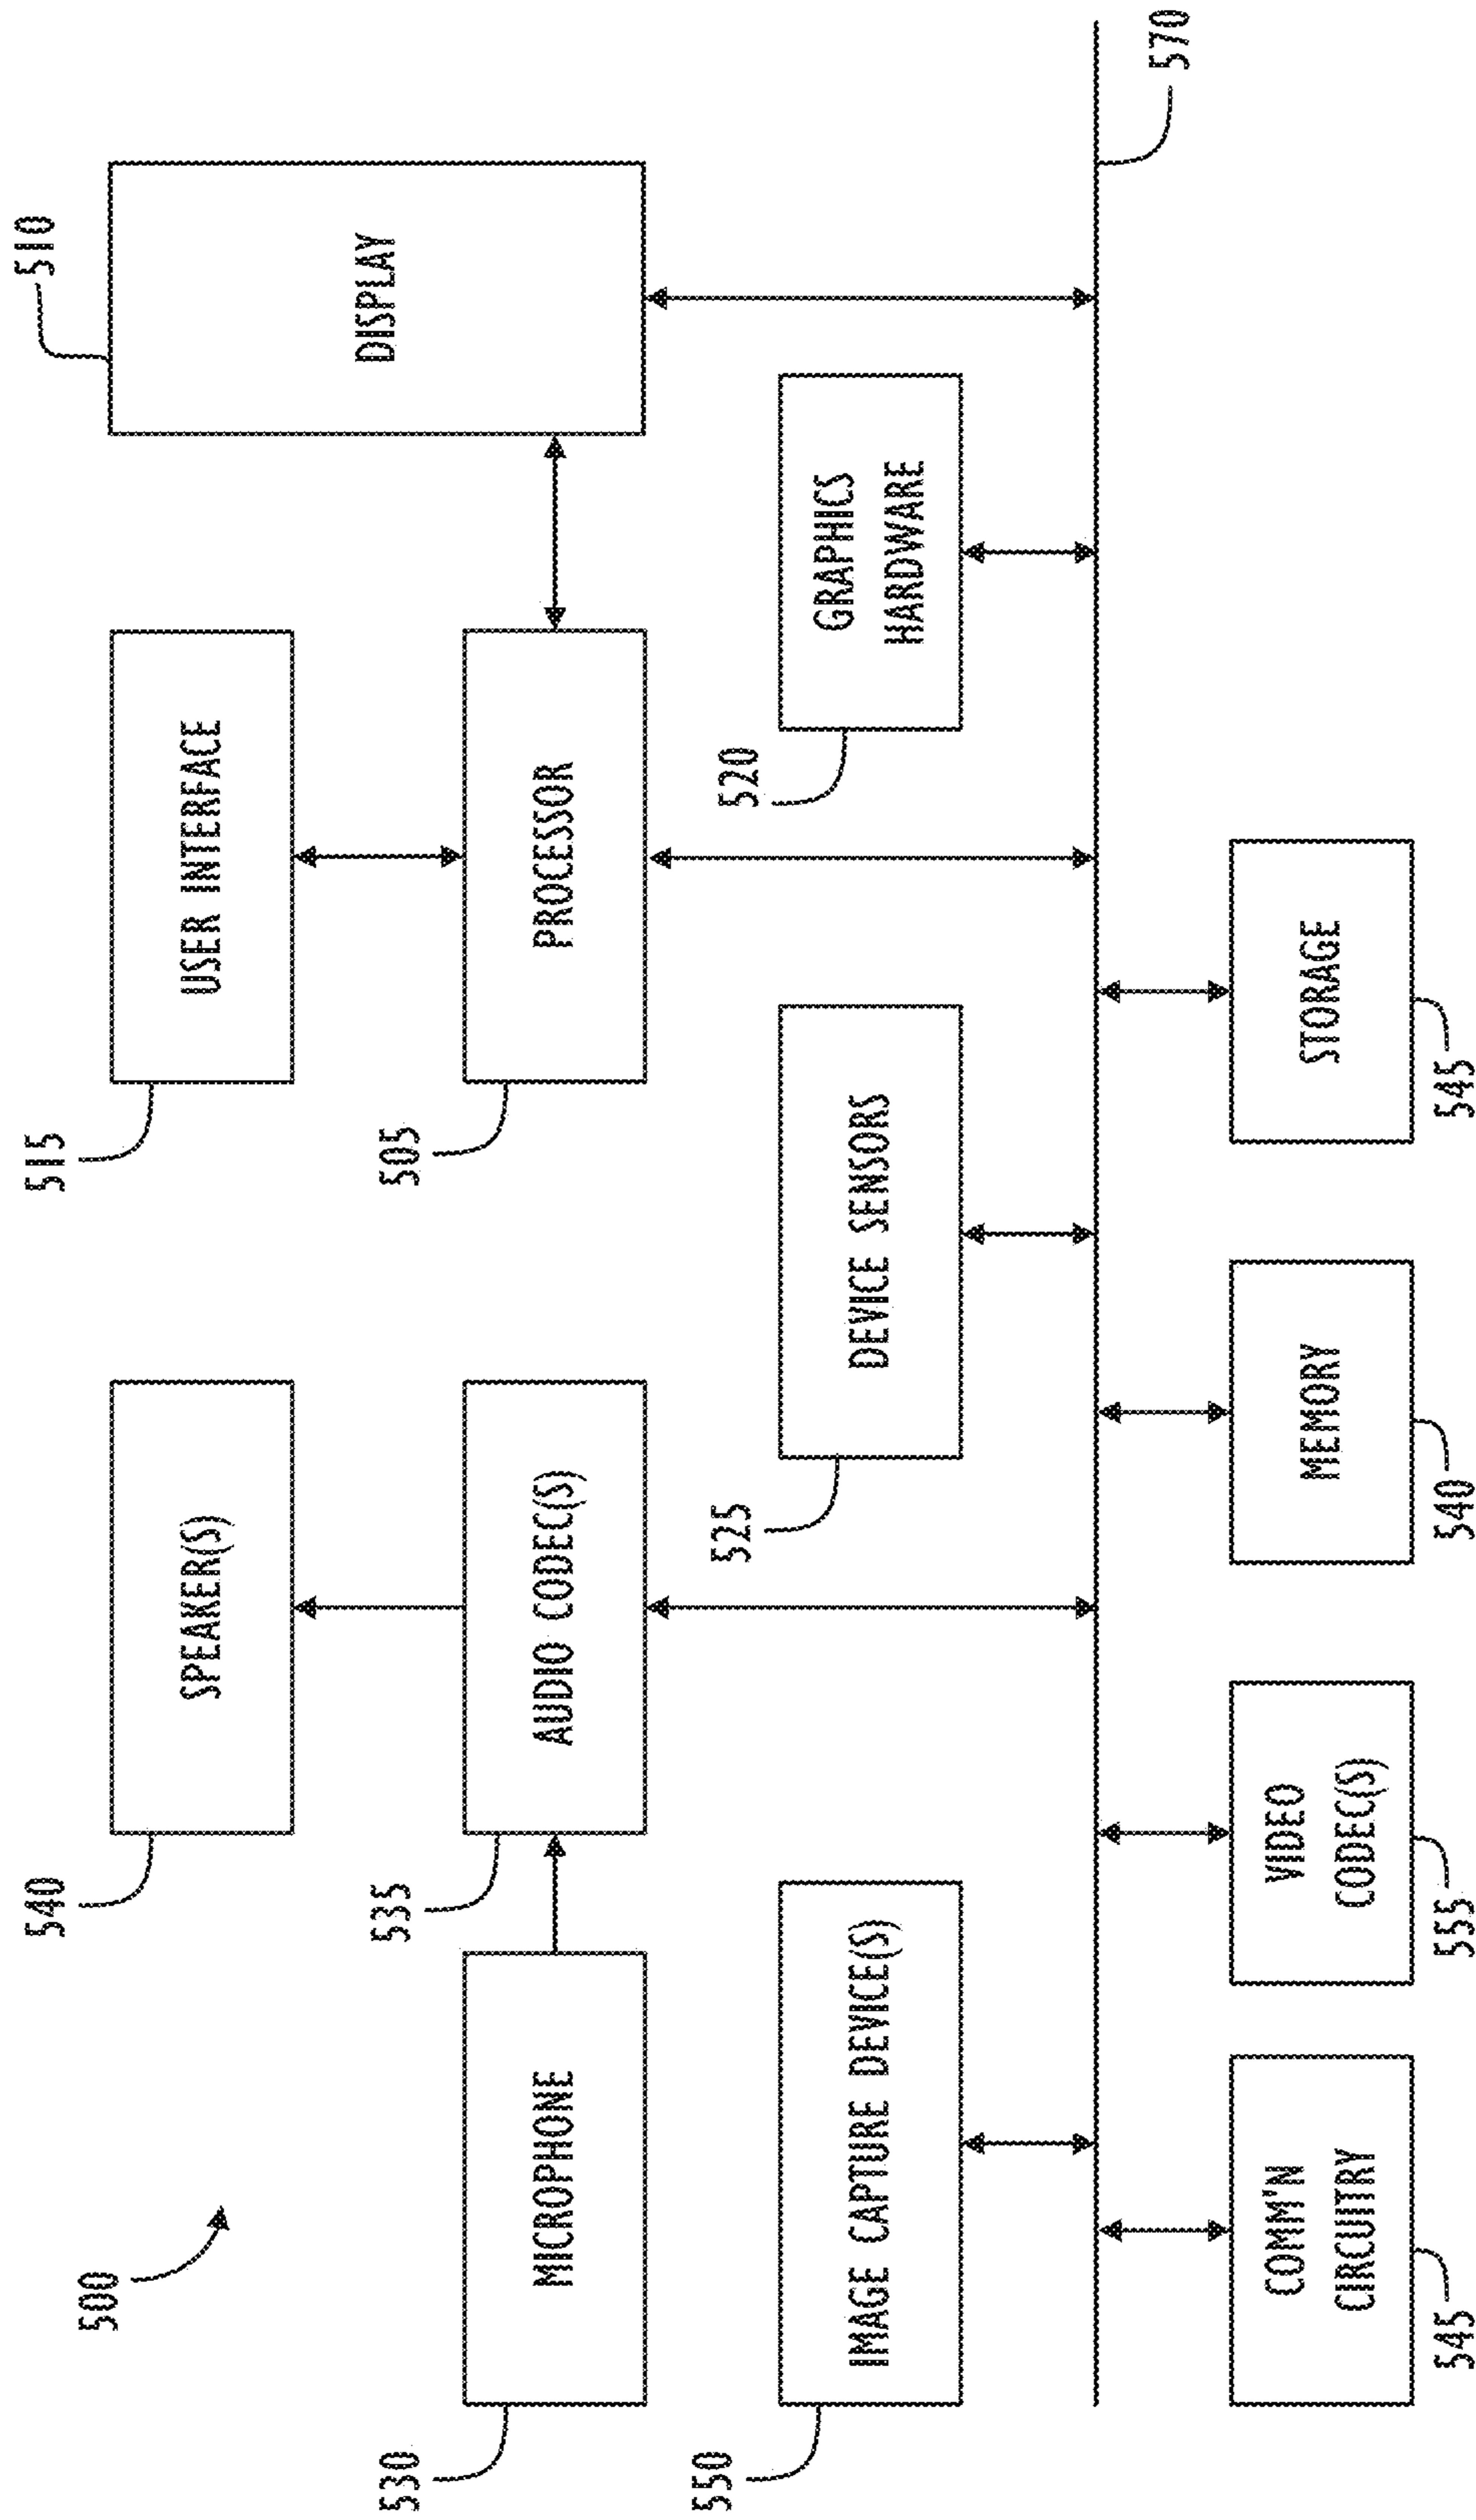 500
530
MICROPHONE
540
SPEAKER(S)
535
AUDIO CODEC(S)
515
USER INTERFACE
505
PROCESSOR
510
DISPLAY
550
IMAGE CAPTURE DEVICE(S)
525
DEVICE SENSORS
520
GRAPHICS
HARDWARE
570
COMM'N
CIRCUITRY
545
VIDEO
CODEC(S)
555
MEMORY
540
STORAGE
545